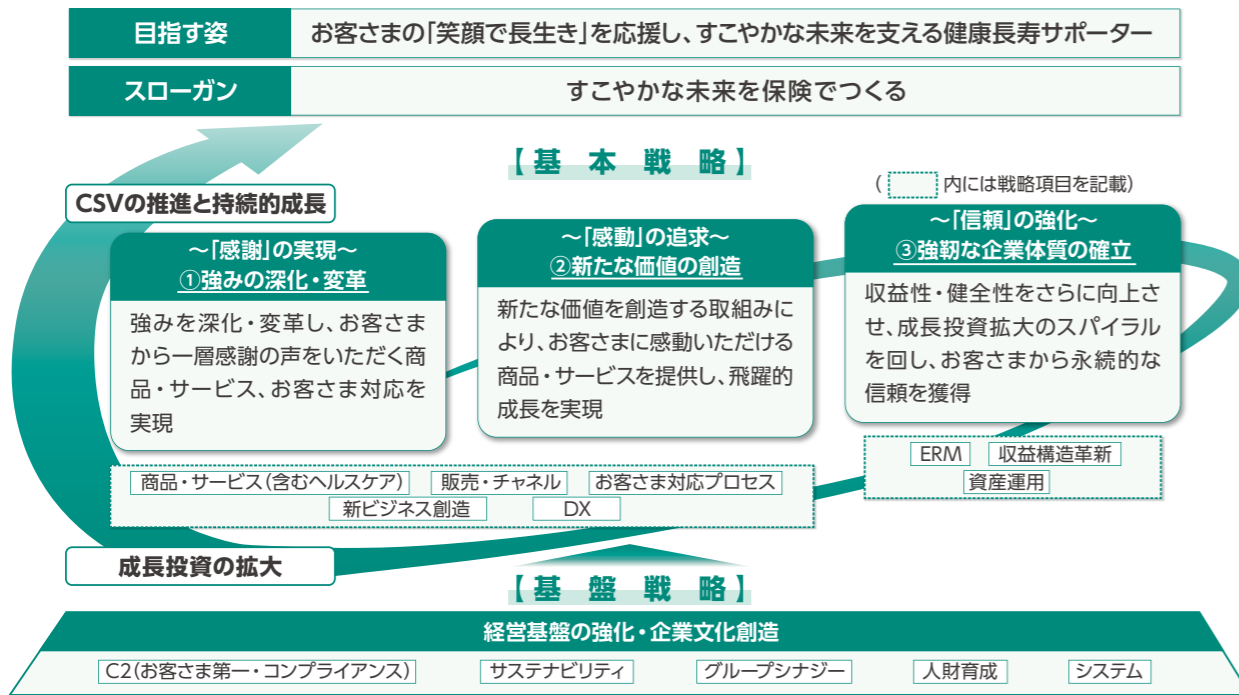 目指す姿
お客さまの「笑顔で長生き」を応援し、すこやかな未来を支える健康長寿サポーター
スローガン
すこやかな未来を保険でつくる
【基本戦略】
( 内には戦略項目を記載)
CSVの推進と持続的成長
～「感謝」の実現～
①強みの深化・変革
強みを深化・変革し、お客さま
から一層感謝の声をいただく商
品・サービス、お客さま対応を
実現
～「感動」の追求～
②新たな価値の創造
新たな価値を創造する取組みに
より、お客さまに感動いただける
商品・サービスを提供し、飛躍的
成長を実現
～「信頼」の強化～
③強靭な企業体質の確立
収益性・健全性をさらに向上さ
せ、成長投資拡大のスパイラル
を回し、お客さまから永続的な
信頼を獲得
商品・サービス(含むヘルスケア)
販売・チャネル
お客さま対応プロセス
新ビジネス創造
DX
ERM
収益構造革新
資産運用
成長投資の拡大
【基盤戦略】
経営基盤の強化・企業文化創造
C2(お客さま第一・コンプライアンス)
サステナビリティ
グループシナジー
人財育成
システム